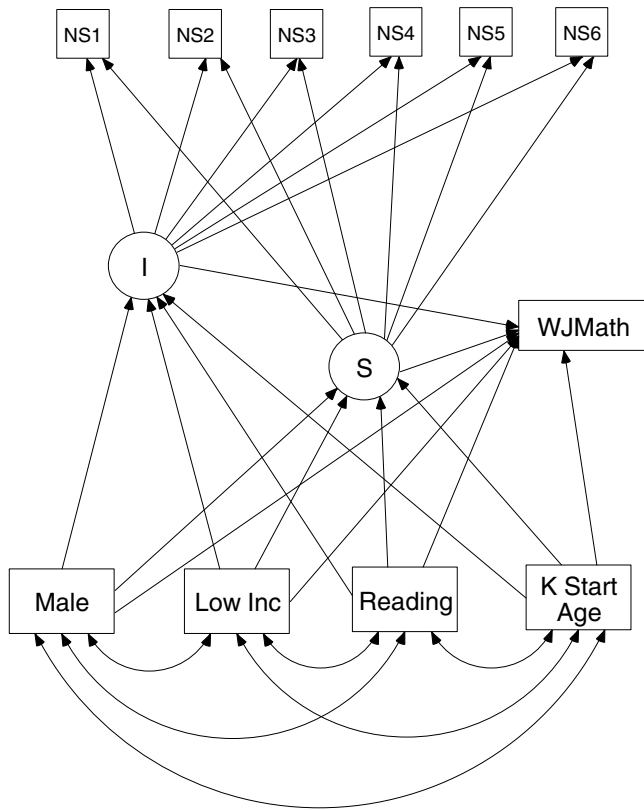 NS1
NS2
NS3
NS4
NS5
NS6
I
WJMath
S
Male
Low Inc
Reading
K Start
Age